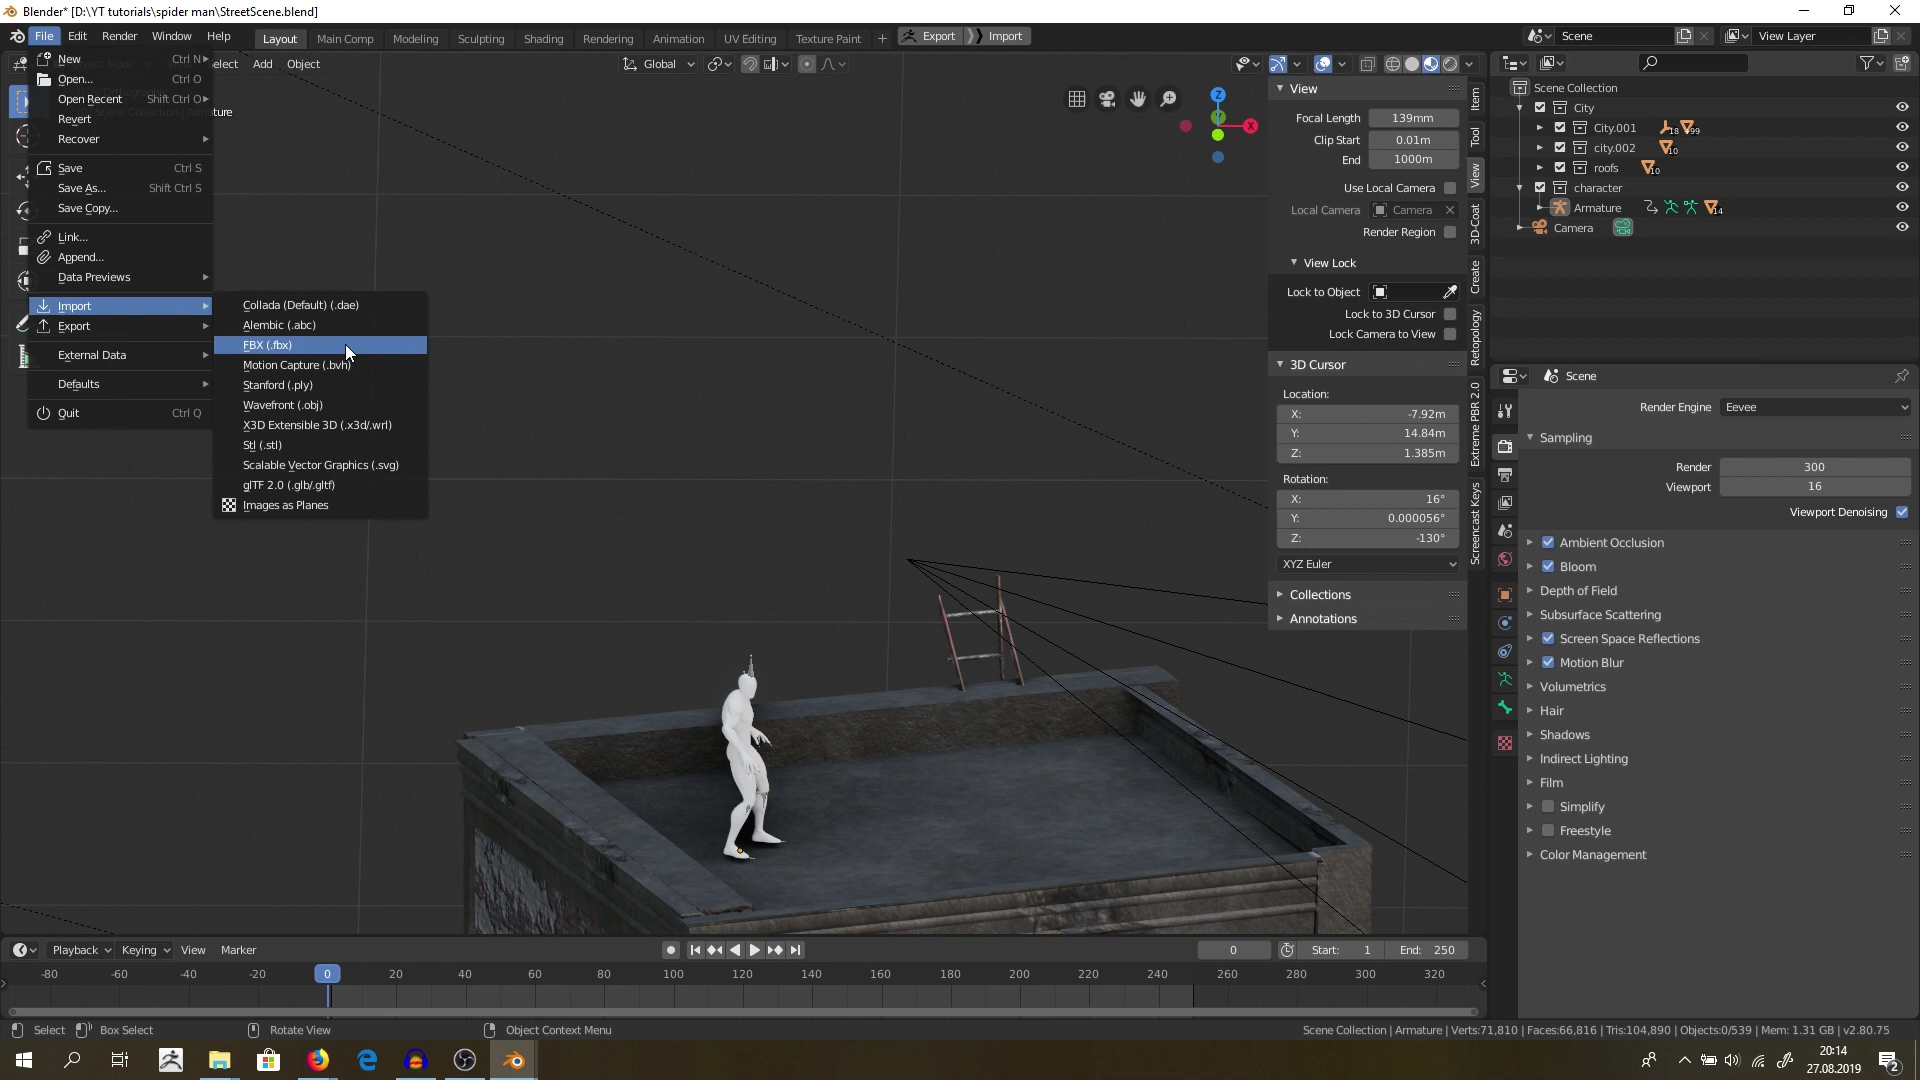 Blender* [D:\YT tutorials\spider man\StreetScene.blend]
File Edit Render Window Help Layout Main Comp Modeling Sculpting Shading Rendering Animation UV Editing Texture Paint + Export Import Scene View Layer
New Ctrl N
Open... Ctrl O
Open Recent Shift Ctrl O
Revert
Recover
Save Ctrl S
Save As... Shift Ctrl S
Save Copy...
Link...
Append...
Data Previews
Import
Export
External Data
Defaults
Quit Ctrl Q
Collada (Default) (.dae)
Alembic (.abc)
FBX (.fbx)
Motion Capture (.bvh)
Stanford (.ply)
Wavefront (.obj)
X3D Extensible 3D (.x3d/.wrl)
Stl (.stl)
Scalable Vector Graphics (.svg)
glTF 2.0 (.glb/.gltf)
Images as Planes
Add Object Global
Z
X
View
Focal Length 139mm
Clip Start 0.01m
End 1000m
Use Local Camera
Local Camera Camera
Render Region
View Lock
Lock to Object
Lock to 3D Cursor
Lock Camera to View
3D Cursor
Location:
X: -7.92m
Y: 14.84m
Z: 1.385m
Rotation:
X: 16°
Y: 0.000056°
Z: -130°
XYZ Euler
Collections
Annotations
Item
Tool
View
3D-Coat
Create
Retopology
Extreme PBR 2.0
Screencast Keys
Scene Collection
City
City.001 18 99
city.002 10
roofs 10
character
Armature 14
Camera
Scene
Render Engine Eevee
Sampling
Render 300
Viewport 16
Viewport Denoising
Ambient Occlusion
Bloom
Depth of Field
Subsurface Scattering
Screen Space Reflections
Motion Blur
Volumetrics
Hair
Shadows
Indirect Lighting
Film
Simplify
Freestyle
Color Management
Playback Keying View Marker 0 Start: 1 End: 250
-80 -60 -40 -20 0 20 40 60 80 100 120 140 160 180 200 220 240 260 280 300 320
Select Box Select Rotate View Object Context Menu Scene Collection | Armature | Verts:71,810 | Faces:66,816 | Tris:104,890 | Objects:0/539 | Mem: 1.31 GB | v2.80.75
20:14
27.08.2019
2